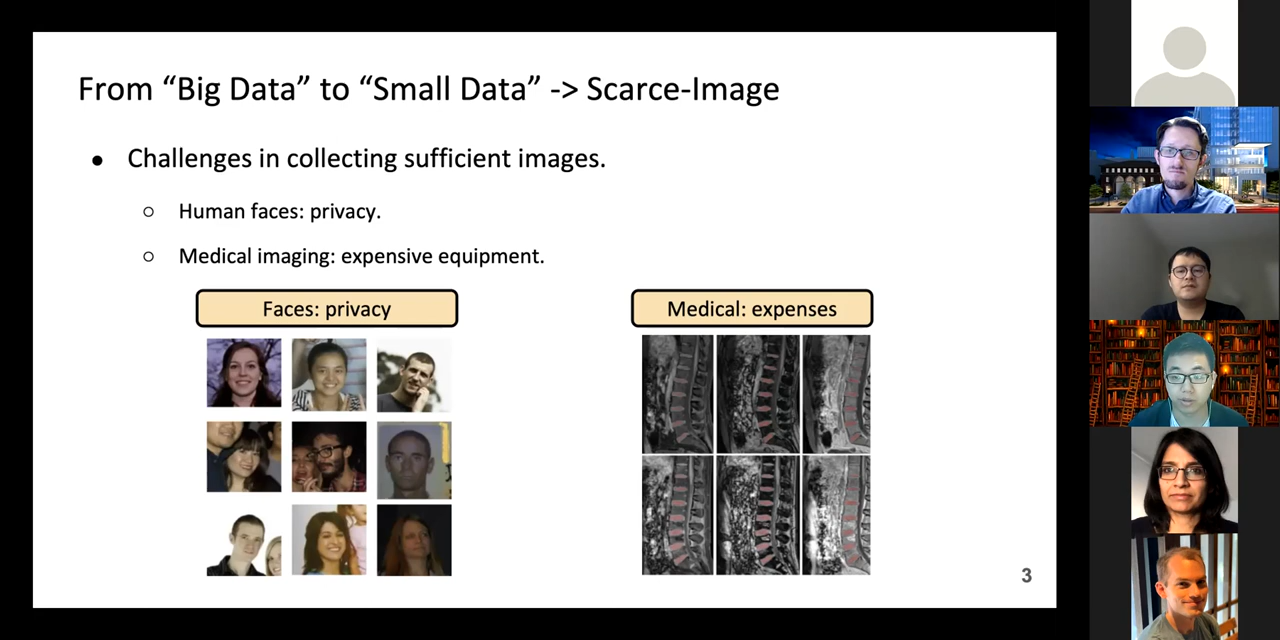 From “Big Data” to “Small Data” -> Scarce-Image
● Challenges in collecting sufficient images.
○ Human faces: privacy.
○ Medical imaging: expensive equipment.
Faces: privacy
Medical: expenses
3